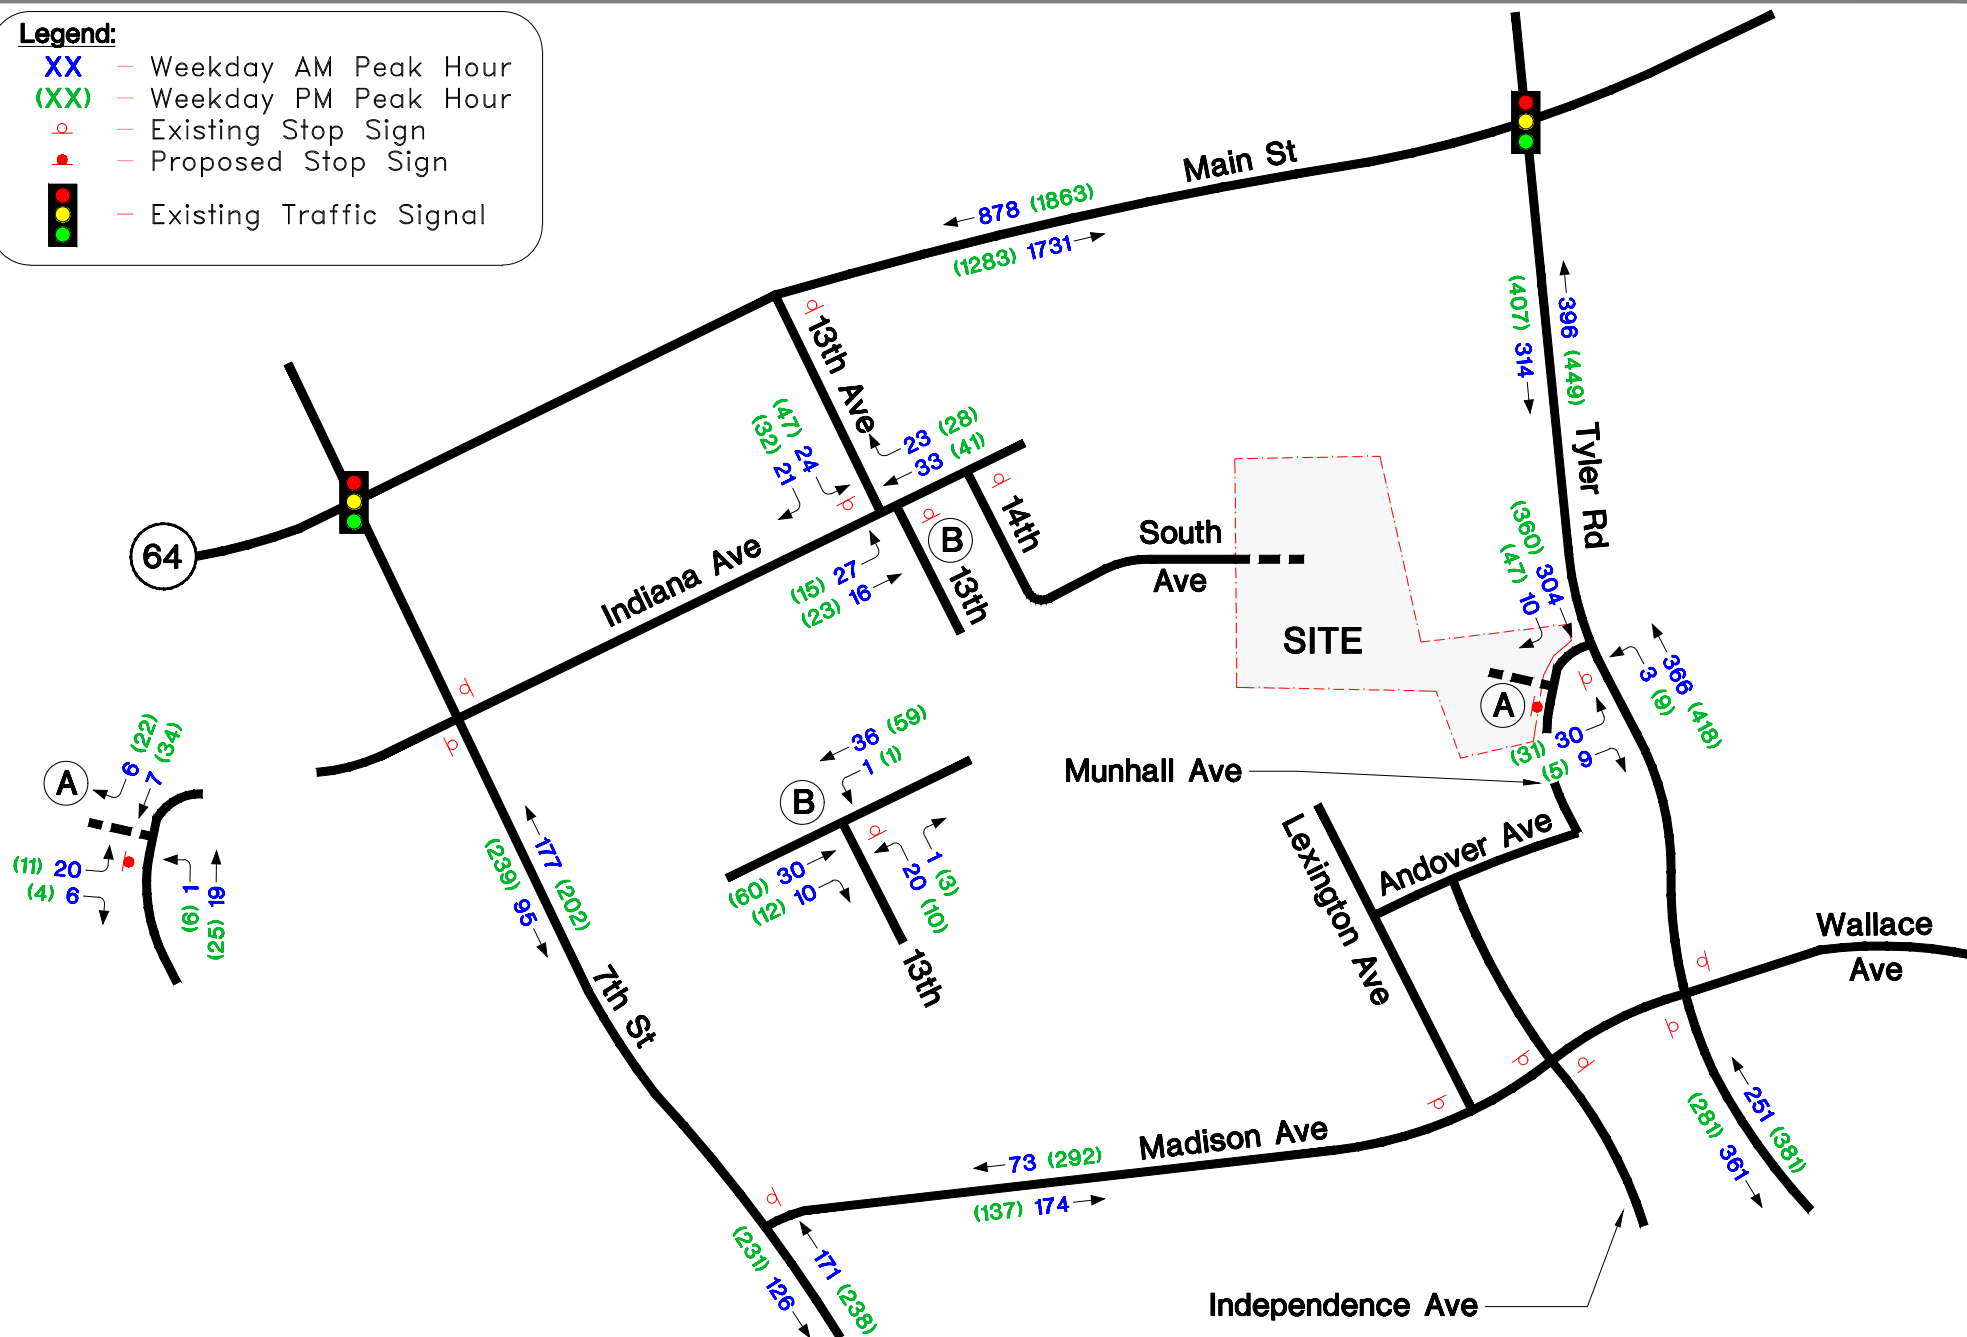 Legend:
XX – Weekday AM Peak Hour
(XX) – Weekday PM Peak Hour
– Existing Stop Sign
– Proposed Stop Sign
– Existing Traffic Signal
Main St
878 (1863)
(1283) 1731
396 (449)
(407) 314
Tyler Rd
13th Ave
(47) 24
(32) 21
23 (28)
33 (41)
64
Indiana Ave
(15) 27
(23) 16
B
13th
14th
South
Ave
SITE
(360) 304
(47) 10
366 (418)
3 (9)
A
(31) 30
(5) 9
Munhall Ave
A
6 (22)
7 (34)
(11) 20
(4) 6
(6) 1
(25) 19
B
36 (59)
1 (1)
(60) 30
(12) 10
1 (3)
20 (10)
13th
177 (202)
(239) 95
7th St
Lexington Ave
Andover Ave
Wallace
Ave
Madison Ave
73 (292)
(137) 174
251 (381)
(281) 361
171 (238)
(231) 126
Independence Ave